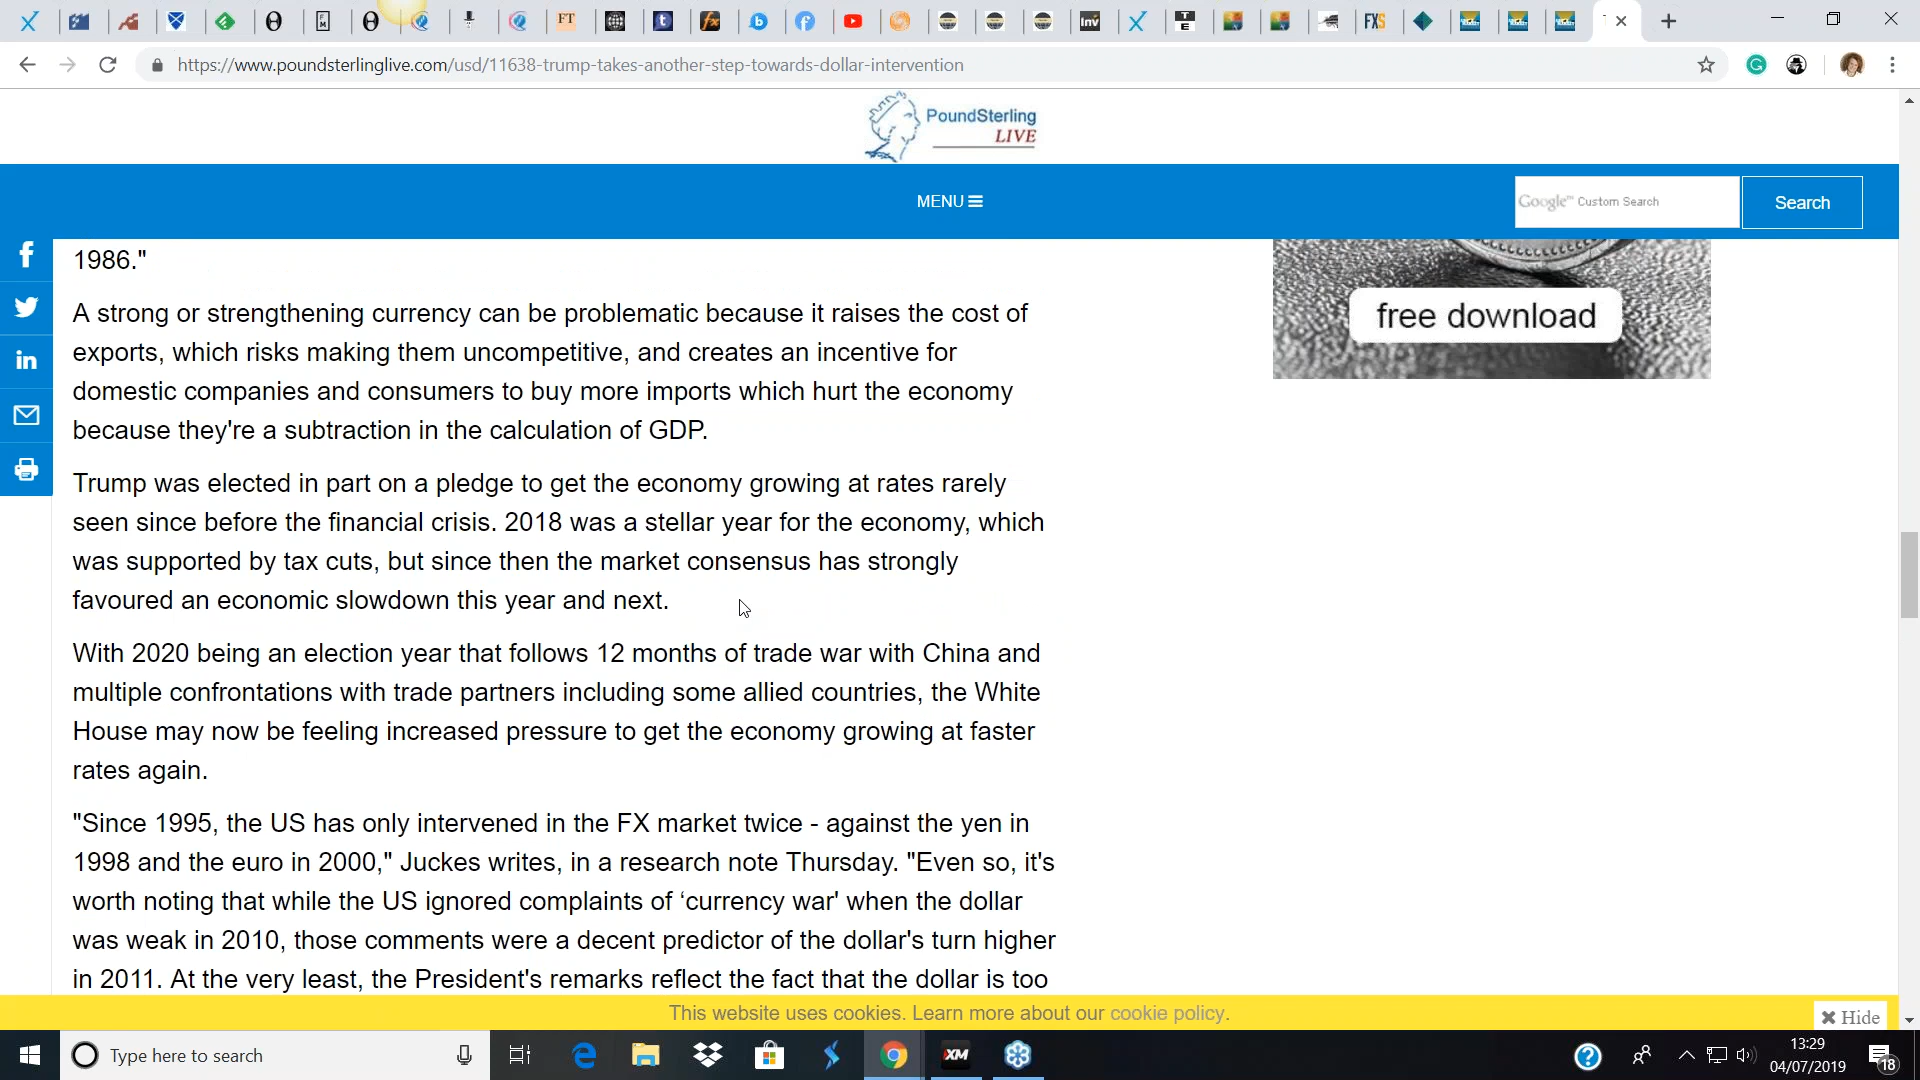 FT
t
fx
b
f
Inv
T
E
FXS
https://www.poundsterlinglive.com/usd/11638-trump-takes-another-step-towards-dollar-intervention
PoundSterling
LIVE
MENU
Google™ Custom Search
Search
1986."
A strong or strengthening currency can be problematic because it raises the cost of
exports, which risks making them uncompetitive, and creates an incentive for
domestic companies and consumers to buy more imports which hurt the economy
because they're a subtraction in the calculation of GDP.
free download
Trump was elected in part on a pledge to get the economy growing at rates rarely
seen since before the financial crisis. 2018 was a stellar year for the economy, which
was supported by tax cuts, but since then the market consensus has strongly
favoured an economic slowdown this year and next.
With 2020 being an election year that follows 12 months of trade war with China and
multiple confrontations with trade partners including some allied countries, the White
House may now be feeling increased pressure to get the economy growing at faster
rates again.
"Since 1995, the US has only intervened in the FX market twice - against the yen in
1998 and the euro in 2000," Juckes writes, in a research note Thursday. "Even so, it's
worth noting that while the US ignored complaints of ‘currency war' when the dollar
was weak in 2010, those comments were a decent predictor of the dollar's turn higher
in 2011. At the very least, the President's remarks reflect the fact that the dollar is too
This website uses cookies. Learn more about our cookie policy.
Hide
Type here to search
XM
13:29
04/07/2019
18